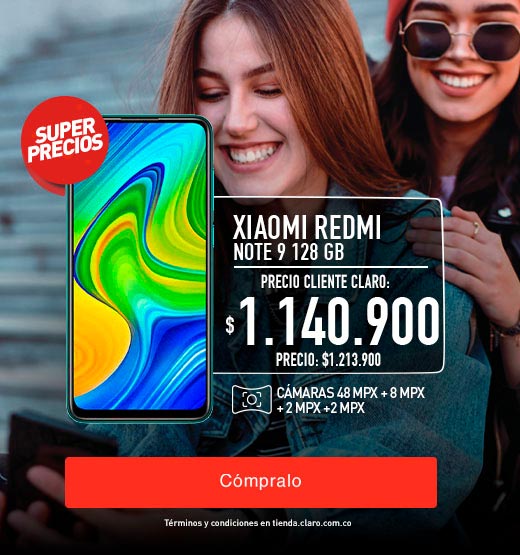 SUPER
PRECIOS
XIAOMI REDMI
NOTE 9 128 GB
PRECIO CLIENTE CLARO:
$1.140.900
PRECIO: $1.213.900
CÁMARAS 48 MPX + 8 MPX
+ 2 MPX +2 MPX
Cómpralo
Términos y condiciones en tienda.claro.com.co